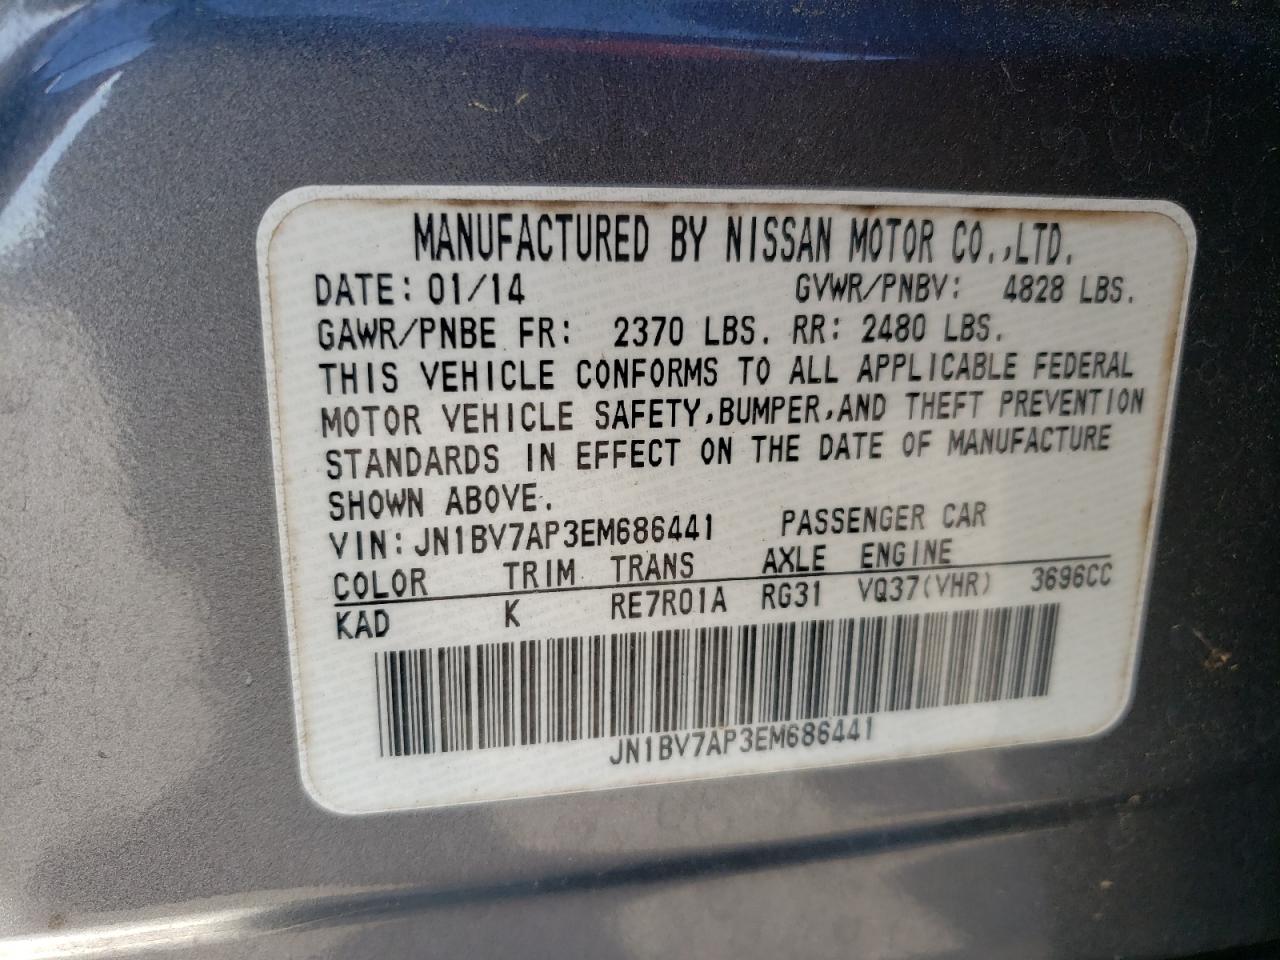 MANUFACTURED BY NISSAN MOTOR CO.,LTD.
DATE: 01/14 GVWR/PNBV: 4828 LBS.
GAWR/PNBE FR: 2370 LBS. RR: 2480 LBS.
THIS VEHICLE CONFORMS TO ALL APPLICABLE FEDERAL
MOTOR VEHICLE SAFETY,BUMPER,AND THEFT PREVENTION
STANDARDS IN EFFECT ON THE DATE OF MANUFACTURE
SHOWN ABOVE.
VIN: JN1BV7AP3EM686441 PASSENGER CAR
COLOR TRIM TRANS AXLE ENGINE
KAD K RE7R01A RG31 VQ37(VHR) 3696CC
JN1BV7AP3EM686441